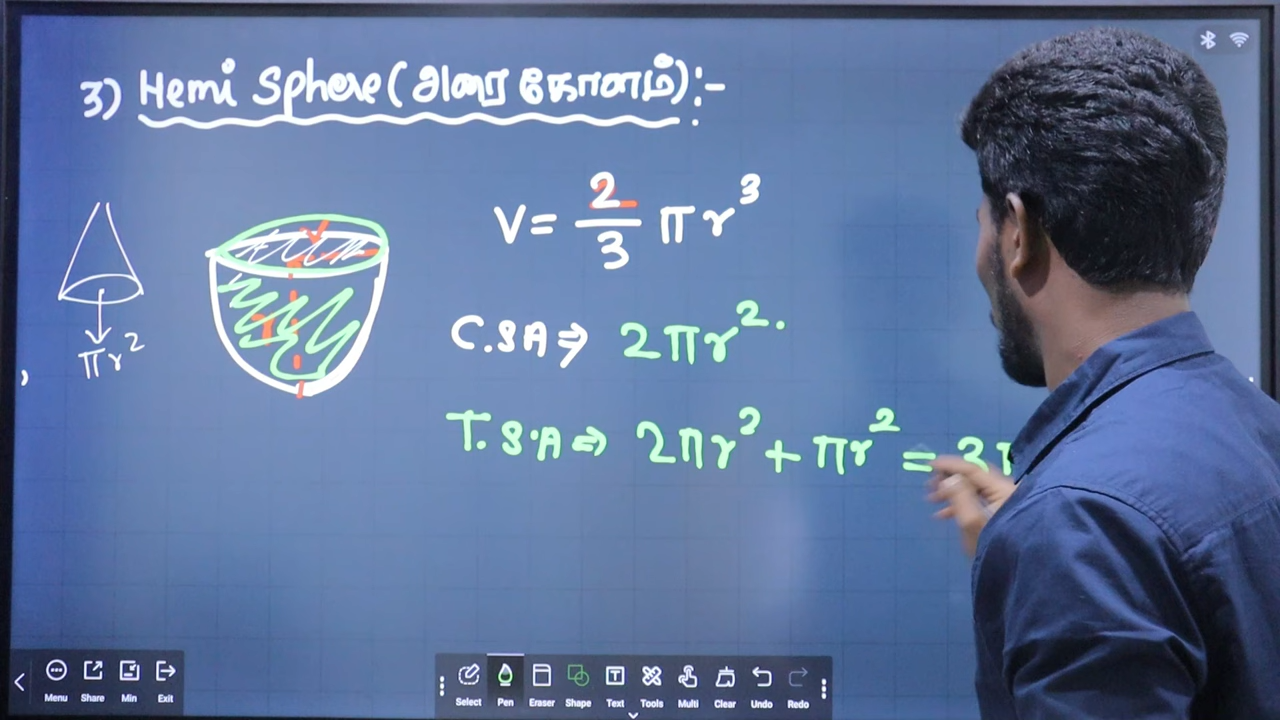 3) Hemi Sphere (அரை கோளம்) :-
V = 2/3 πr³
C.S.A ⇒ 2πr².
T.S.A ⇒ 2πr² + πr² = 3π
πr²
Menu Share Min Exit
Select Pen Eraser Shape Text Tools Multi Clear Undo Redo